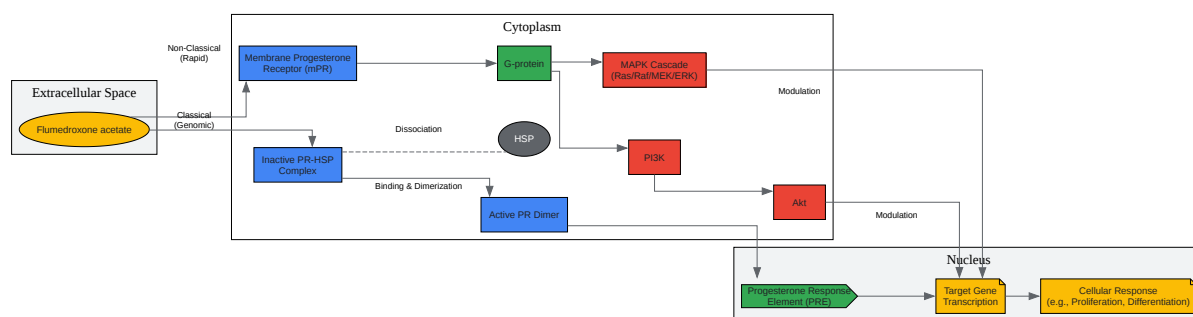 Cytoplasm
Non-Classical
(Rapid)
Membrane Progesterone
Receptor (mPR)
G-protein
MAPK Cascade
(Ras/Raf/MEK/ERK)
Modulation
Extracellular Space
Flumedroxone acetate
Classical
(Genomic)
Dissociation
HSP
Inactive PR-HSP
Complex
PI3K
Binding & Dimerization
Akt
Active PR Dimer
Modulation
Nucleus
Progesterone Response
Element (PRE)
Target Gene
Transcription
Cellular Response
(e.g., Proliferation, Differentiation)